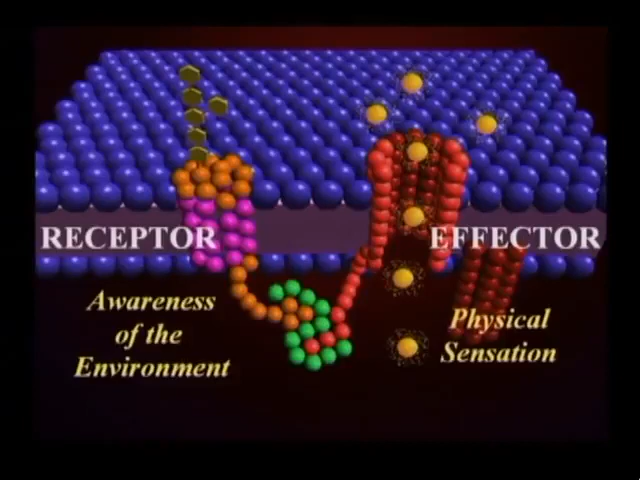 RECEPTOR
EFFECTOR
Awareness
of the
Environment
Physical
Sensation